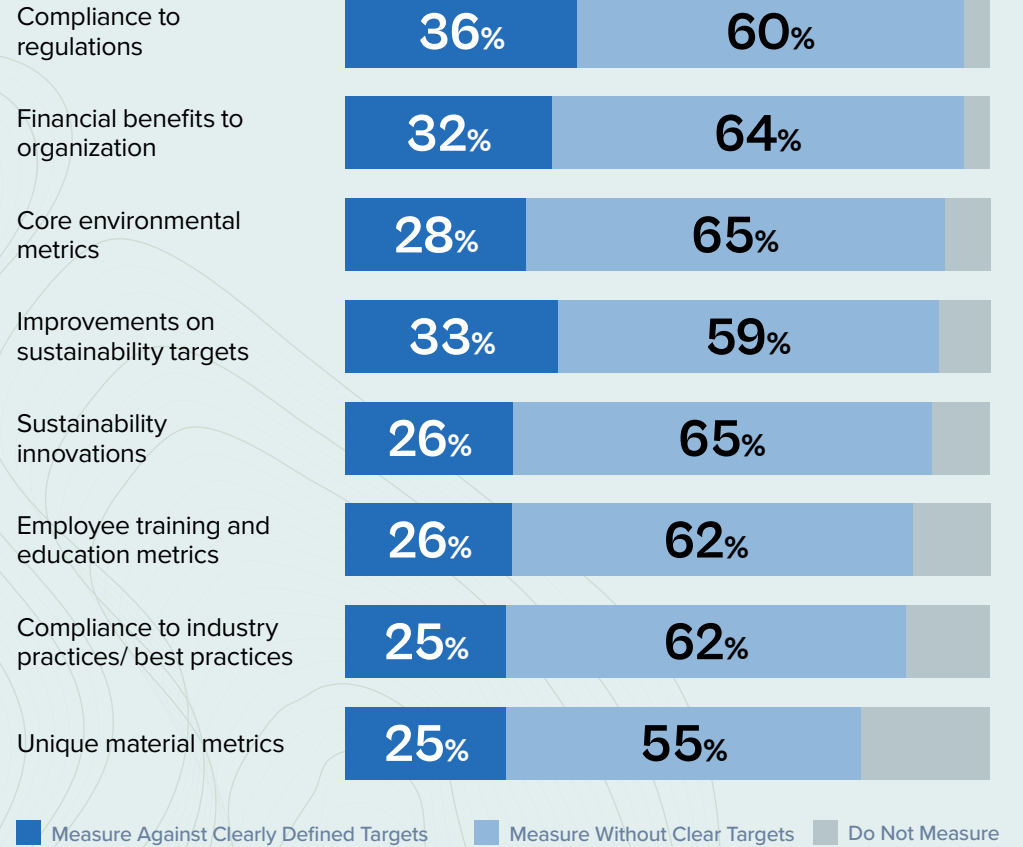 Compliance to
regulations
36%
60%
Financial benefits to
organization
32%
64%
Core environmental
metrics
28%
65%
Improvements on
sustainability targets
33%
59%
Sustainability
innovations
26%
65%
Employee training and
education metrics
26%
62%
Compliance to industry
practices/ best practices
25%
62%
Unique material metrics
25%
55%
Measure Against Clearly Defined Targets
Measure Without Clear Targets
Do Not Measure